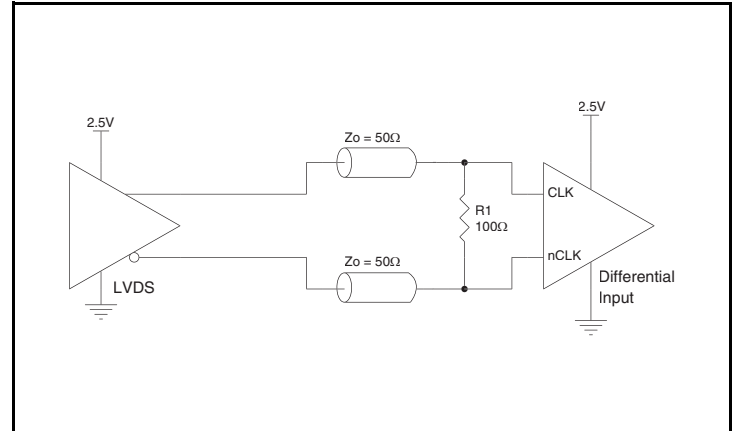 2.5V
LVDS
Zo = 50Ω
Zo = 50Ω
R1
100Ω
2.5V
CLK
nCLK
Differential
Input